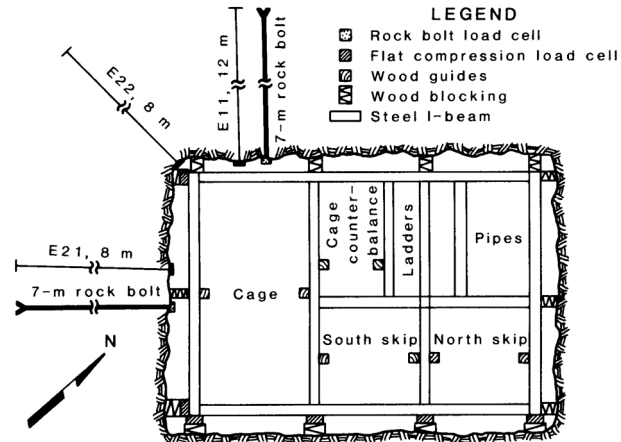 LEGEND
Rock bolt load cell
Flat compression load cell
Wood guides
Wood blocking
Steel I-beam
E22, 8 m
E11, 12 m
7-m rock bolt
E21, 8 m
7-m rock bolt
N
Cage
Cage
counter-
balance
Ladders
Pipes
South skip
North skip